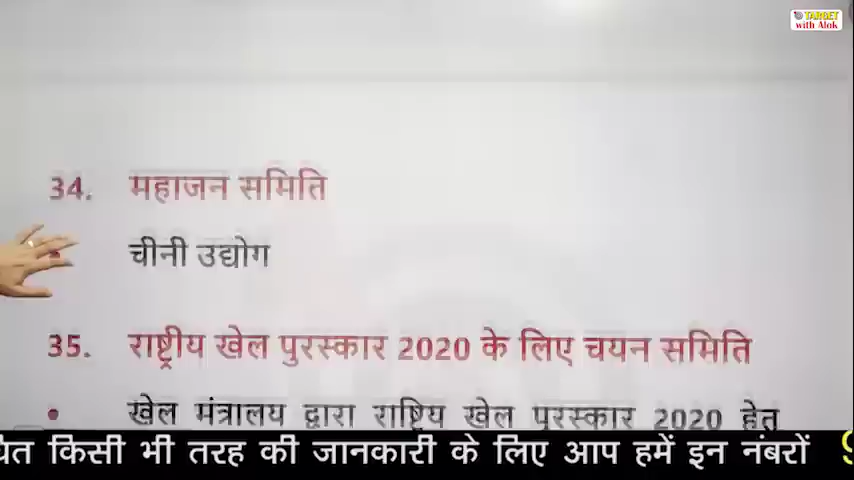 TARGET
with Alok
34. महाजन समिति
चीनी उद्योग
35. राष्ट्रीय खेल पुरस्कार 2020 के लिए चयन समिति
• खेल मंत्रालय द्वारा राष्ट्रिय खेल पुरस्कार 2020 हेतु
किसी भी तरह की जानकारी के लिए आप हमें इन नंबरों